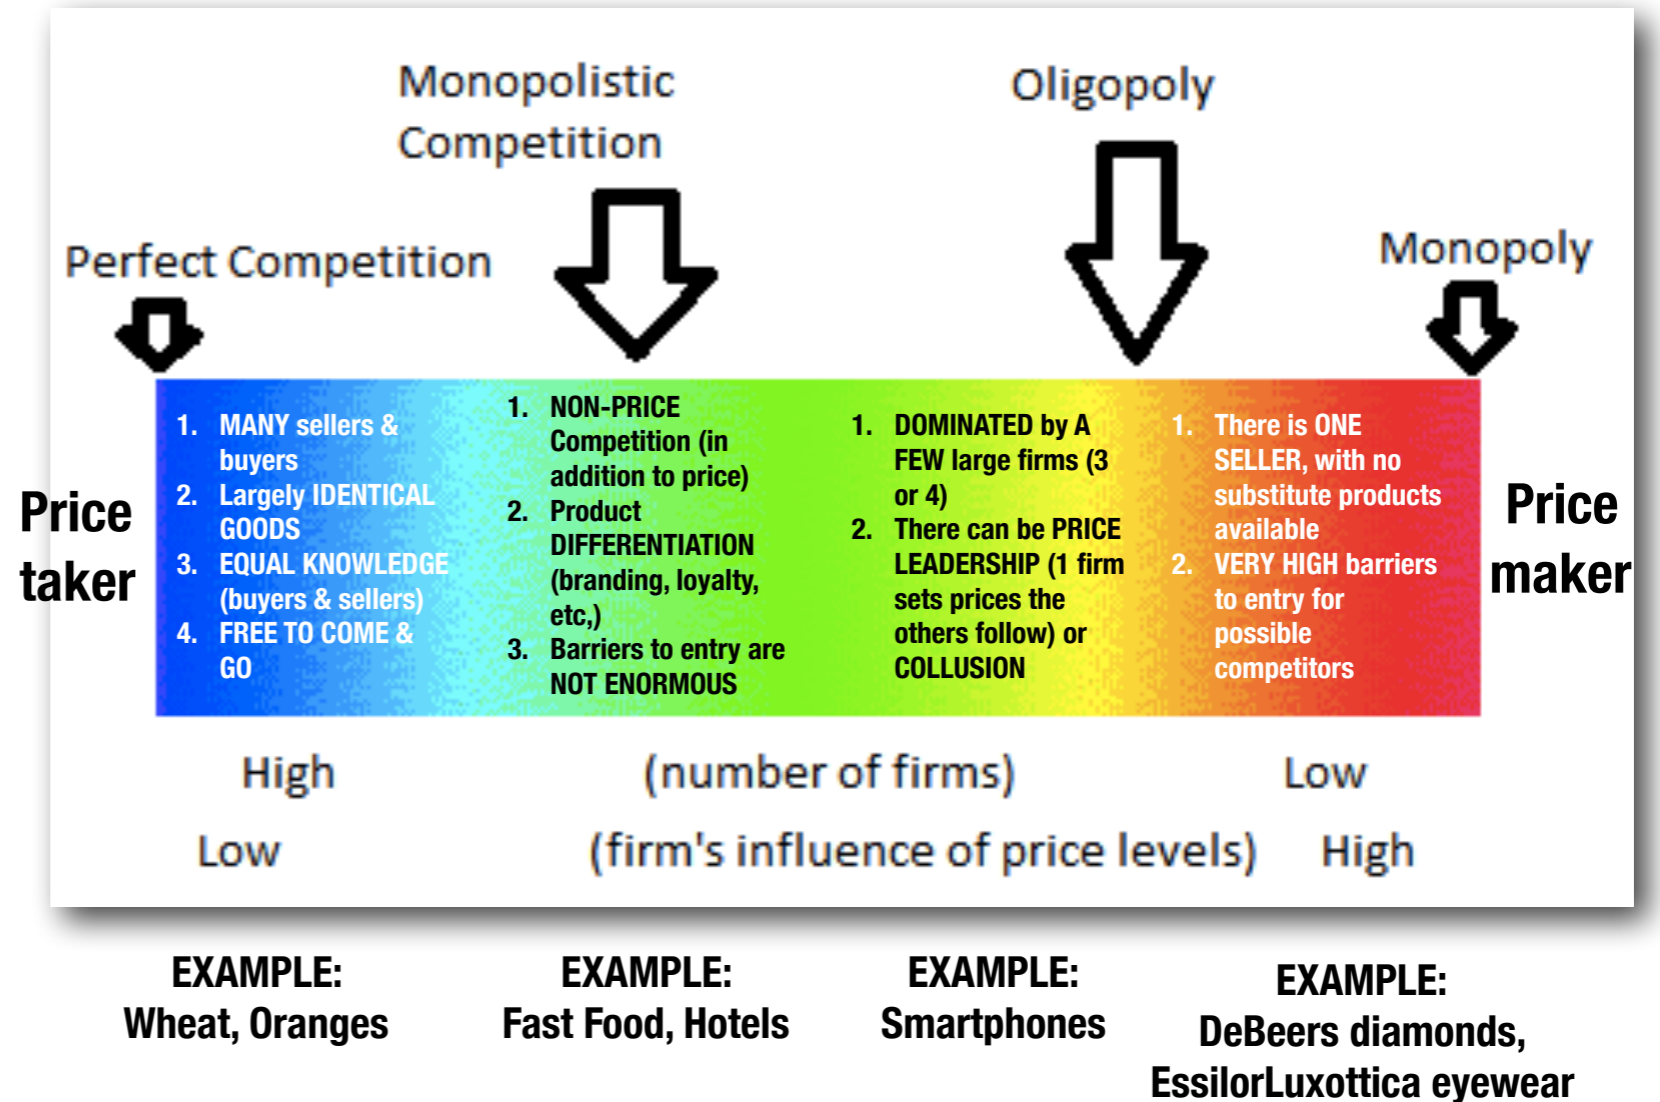 Monopolistic
Competition
Oligopoly
Perfect Competition
Monopoly
Price
taker
1. MANY sellers &
buyers
2. Largely IDENTICAL
GOODS
3. EQUAL KNOWLEDGE
(buyers & sellers)
4. FREE TO COME &
GO
1. NON-PRICE
Competition (in
addition to price)
2. Product
DIFFERENTIATION
(branding, loyalty,
etc,)
3. Barriers to entry are
NOT ENORMOUS
1. DOMINATED by A
FEW large firms (3
or 4)
2. There can be PRICE
LEADERSHIP (1 firm
sets prices the
others follow) or
COLLUSION
1. There is ONE
SELLER, with no
substitute products
available
2. VERY HIGH barriers
to entry for
possible
competitors
Price
maker
High (number of firms) Low
Low (firm's influence of price levels) High
EXAMPLE:
Wheat, Oranges
EXAMPLE:
Fast Food, Hotels
EXAMPLE:
Smartphones
EXAMPLE:
DeBeers diamonds,
EssilorLuxottica eyewear